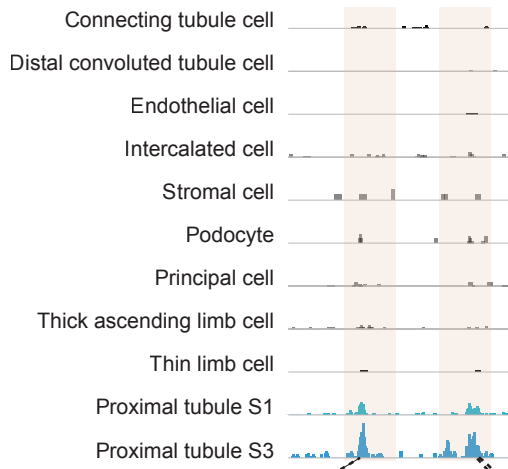 Connecting tubule cell
Distal convoluted tubule cell
Endothelial cell
Intercalated cell
Stromal cell
Podocyte
Principal cell
Thick ascending limb cell
Thin limb cell
Proximal tubule S1
Proximal tubule S3